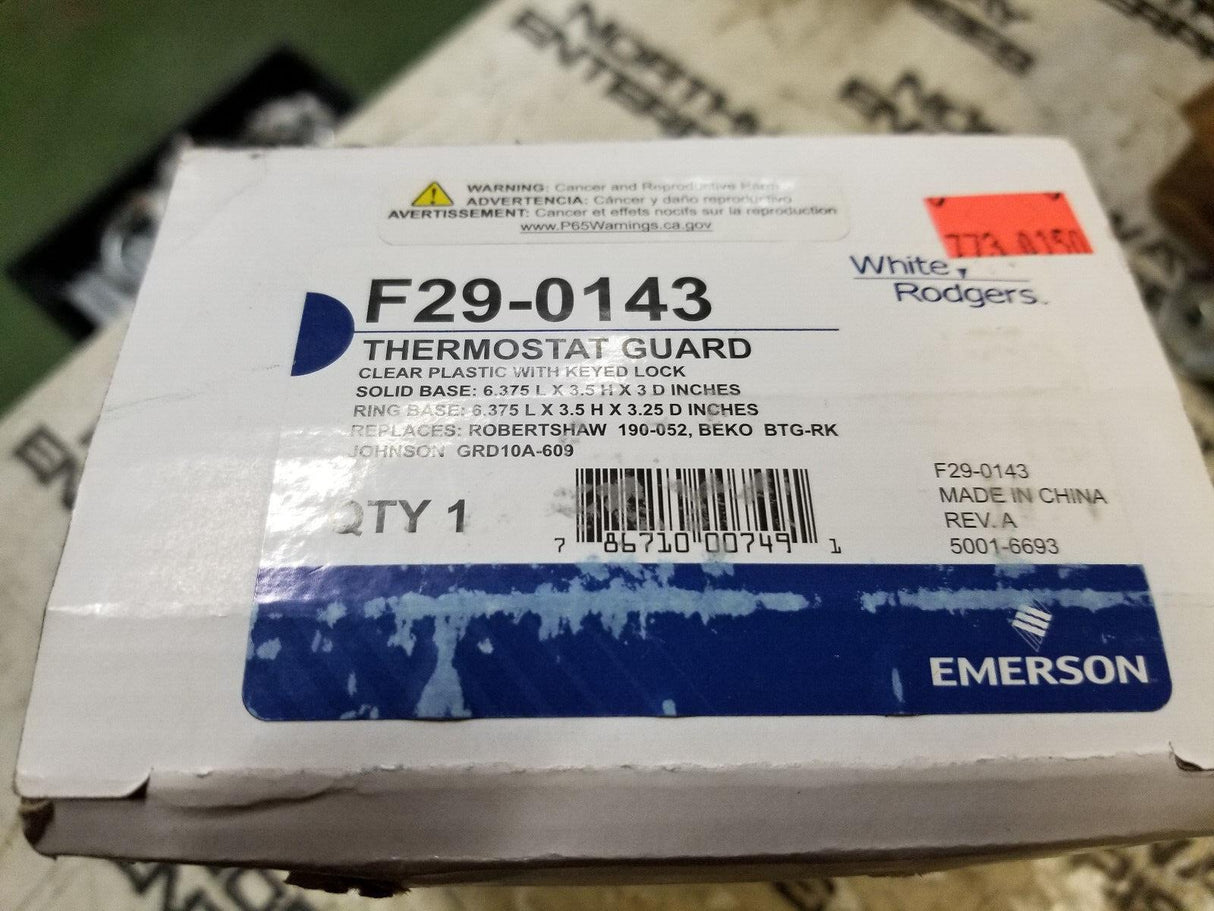 WARNING: Cancer and Reproductive Harm
ADVERTENCIA: Cáncer y daño reproductivo
AVERTISSEMENT: Cancer et effets nocifs sur la reproduction
www.P65Warnings.ca.gov
773 0150
White
Rodgers
F29-0143
THERMOSTAT GUARD
CLEAR PLASTIC WITH KEYED LOCK
SOLID BASE: 6.375 L X 3.5 H X 3 D INCHES
RING BASE: 6.375 L X 3.5 H X 3.25 D INCHES
REPLACES: ROBERTSHAW 190-052, BEKO BTG-RK
JOHNSON GRD10A-609
QTY 1
7 86710 00749 1
F29-0143
MADE IN CHINA
REV. A
5001-6693
EMERSON